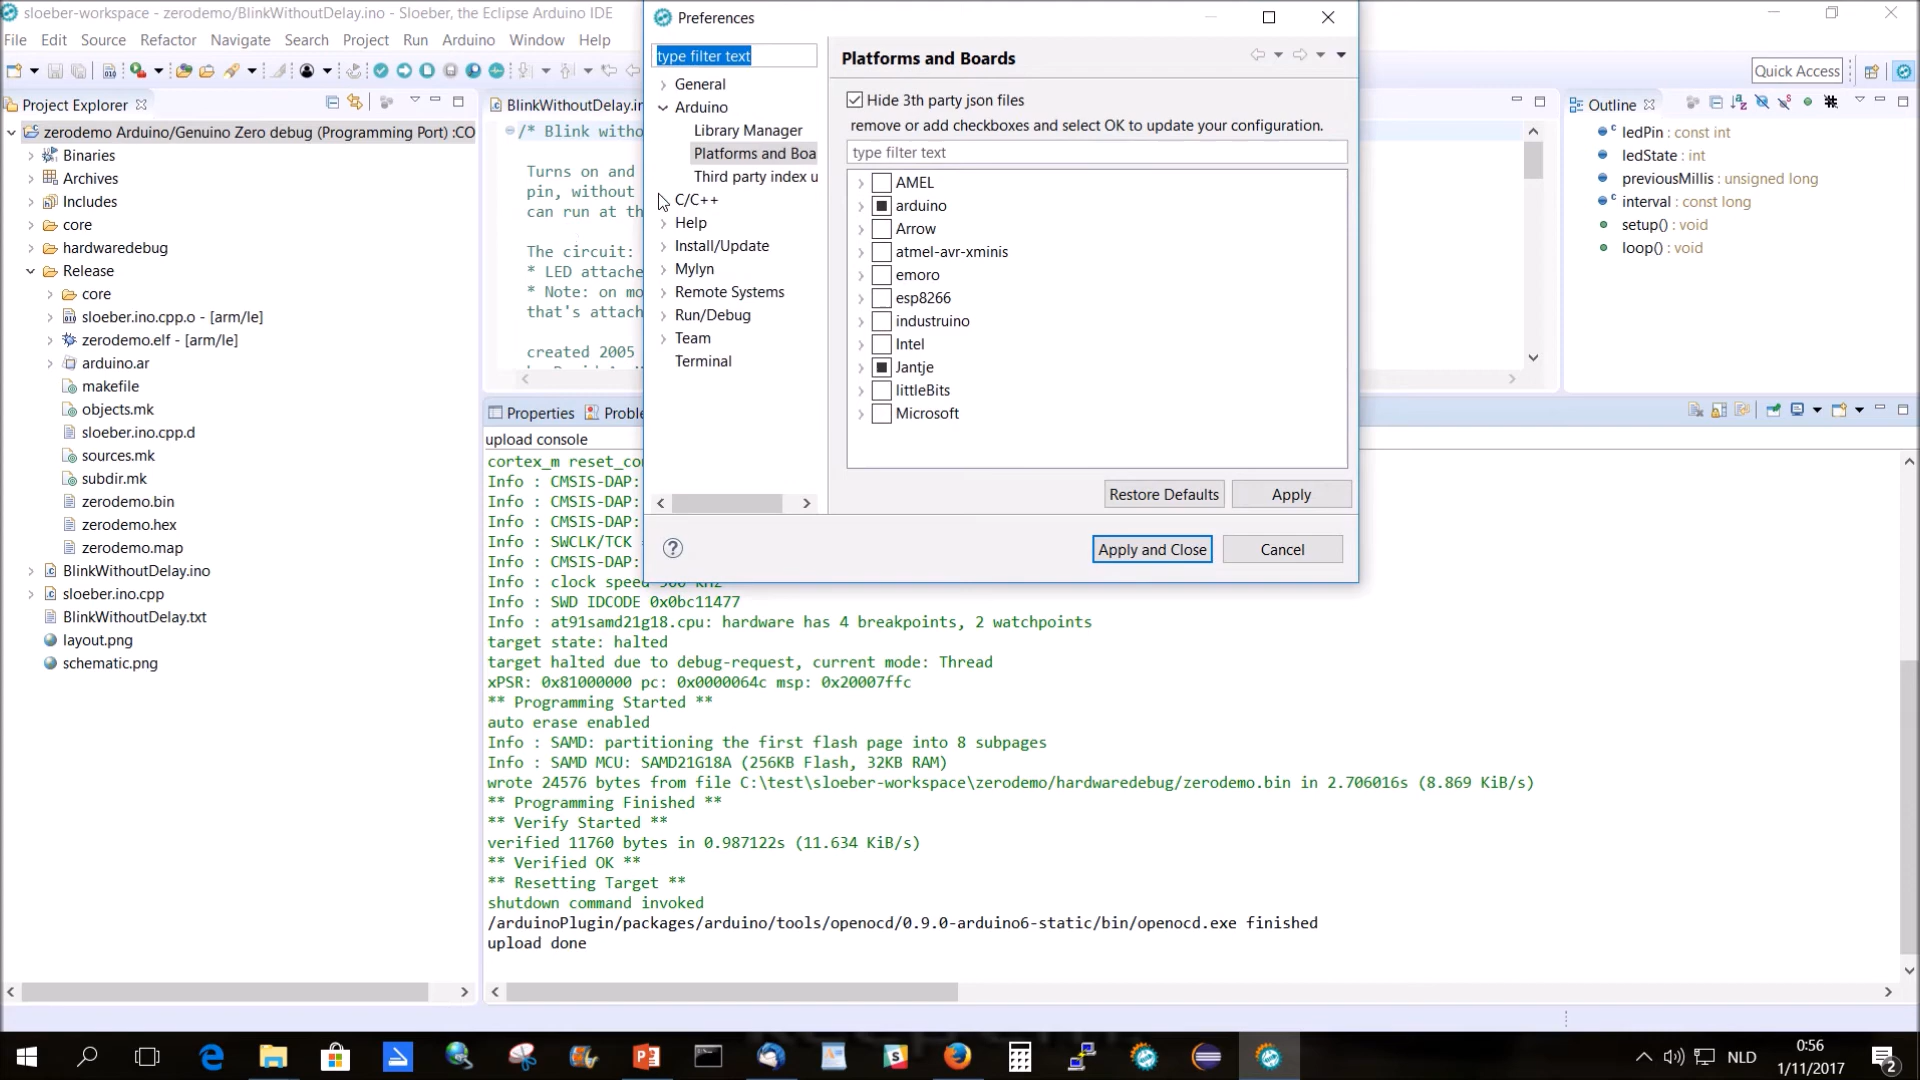 sloeber-workspace - zerodemo/BlinkWithoutDelay.ino - Sloeber, the Eclipse Arduino IDE
File Edit Source Refactor Navigate Search Project Run Arduino Window Help
Quick Access
Project Explorer
zerodemo Arduino/Genuino Zero debug (Programming Port) :CO
Binaries
Archives
Includes
core
hardwaredebug
Release
core
sloeber.ino.cpp.o - [arm/le]
zerodemo.elf - [arm/le]
arduino.ar
makefile
objects.mk
sloeber.ino.cpp.d
sources.mk
subdir.mk
zerodemo.bin
zerodemo.hex
zerodemo.map
BlinkWithoutDelay.ino
sloeber.ino.cpp
BlinkWithoutDelay.txt
layout.png
schematic.png
BlinkWithoutDelay.in
/* Blink witho
Turns on and
pin, without
can run at th
The circuit:
* LED attache
* Note: on mo
that's attach
created 2005
Preferences
type filter text
General
Arduino
Library Manager
Platforms and Boa
Third party index u
C/C++
Help
Install/Update
Mylyn
Remote Systems
Run/Debug
Team
Terminal
Platforms and Boards
Hide 3th party json files
remove or add checkboxes and select OK to update your configuration.
type filter text
AMEL
arduino
Arrow
atmel-avr-xminis
emoro
esp8266
industruino
Intel
Jantje
littleBits
Microsoft
Restore Defaults
Apply
Apply and Close
Cancel
Outline
ledPin : const int
ledState : int
previousMillis : unsigned long
interval : const long
setup() : void
loop() : void
Properties
Proble
upload console
cortex_m reset_co
Info : CMSIS-DAP:
Info : CMSIS-DAP:
Info : CMSIS-DAP:
Info : SWCLK/TCK
Info : CMSIS-DAP:
Info : clock speed 500 kHz
Info : SWD IDCODE 0x0bc11477
Info : at91samd21g18.cpu: hardware has 4 breakpoints, 2 watchpoints
target state: halted
target halted due to debug-request, current mode: Thread
xPSR: 0x81000000 pc: 0x0000064c msp: 0x20007ffc
** Programming Started **
auto erase enabled
Info : SAMD: partitioning the first flash page into 8 subpages
Info : SAMD MCU: SAMD21G18A (256KB Flash, 32KB RAM)
wrote 24576 bytes from file C:\test\sloeber-workspace\zerodemo/hardwaredebug/zerodemo.bin in 2.706016s (8.869 KiB/s)
** Programming Finished **
** Verify Started **
verified 11760 bytes in 0.987122s (11.634 KiB/s)
** Verified OK **
** Resetting Target **
shutdown command invoked
/arduinoPlugin/packages/arduino/tools/openocd/0.9.0-arduino6-static/bin/openocd.exe finished
upload done
NLD
0:56
1/11/2017
2